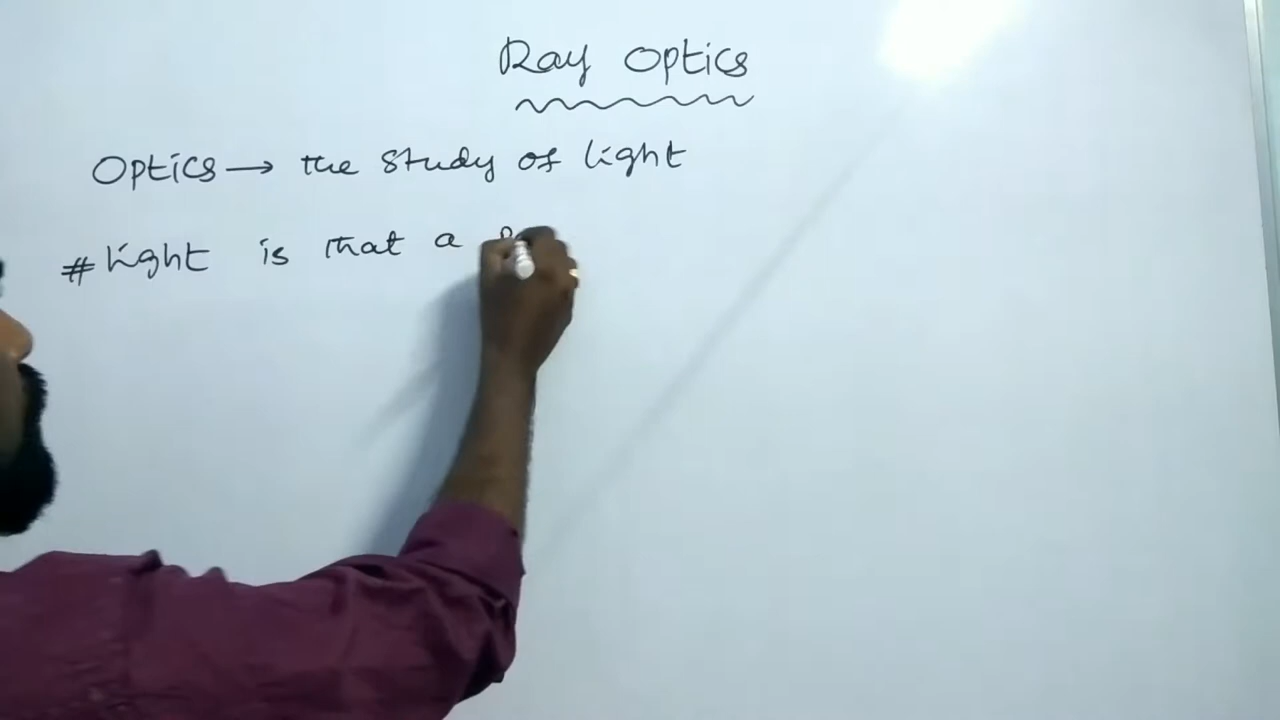 Ray Optics
Optics → the study of light
# light is that a